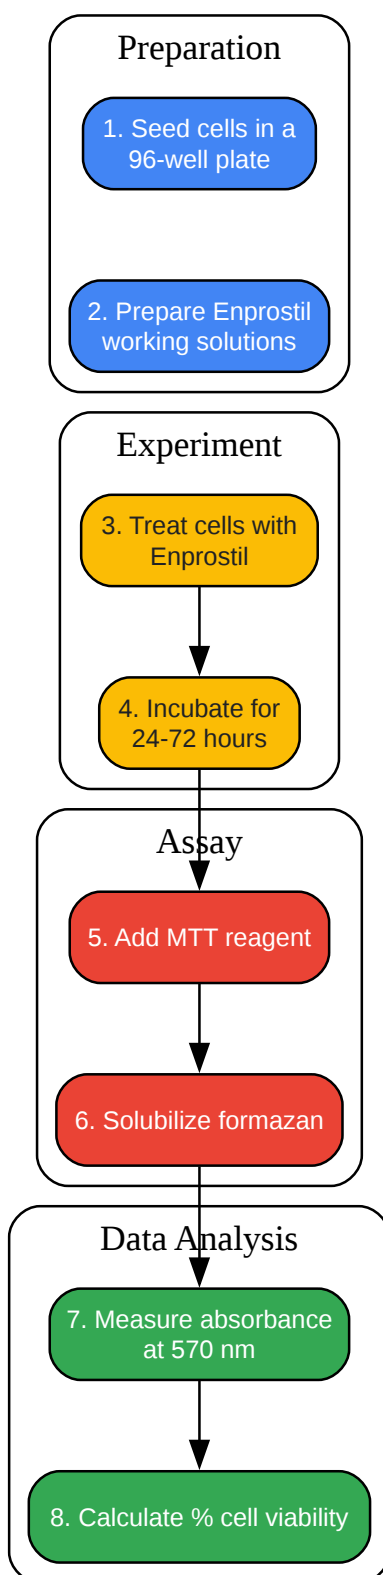 Preparation
1. Seed cells in a
96-well plate
2. Prepare Enprostil
working solutions
Experiment
3. Treat cells with
Enprostil
4. Incubate for
24-72 hours
Assay
5. Add MTT reagent
6. Solubilize formazan
Data Analysis
7. Measure absorbance
at 570 nm
8. Calculate % cell viability